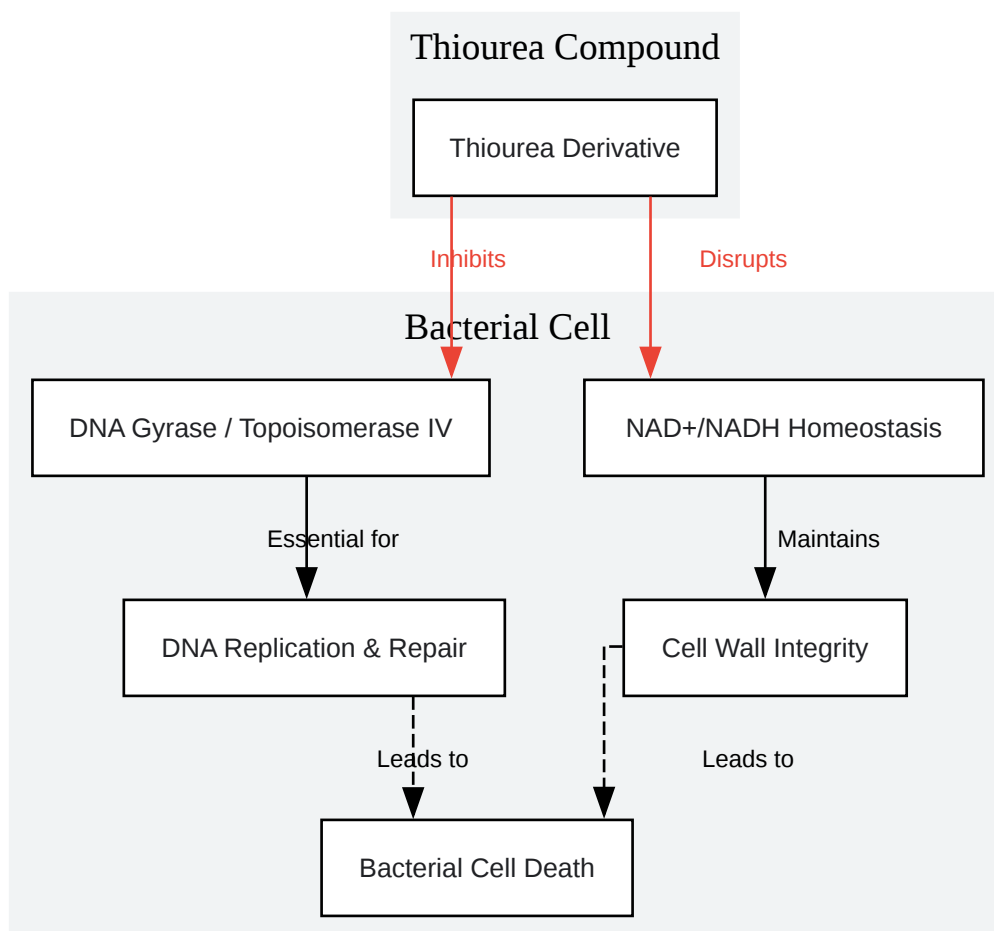 Thiourea Compound
Thiourea Derivative
Inhibits
Disrupts
Bacterial Cell
DNA Gyrase / Topoisomerase IV
NAD+/NADH Homeostasis
Essential for
Maintains
DNA Replication & Repair
Cell Wall Integrity
Leads to
Leads to
Bacterial Cell Death